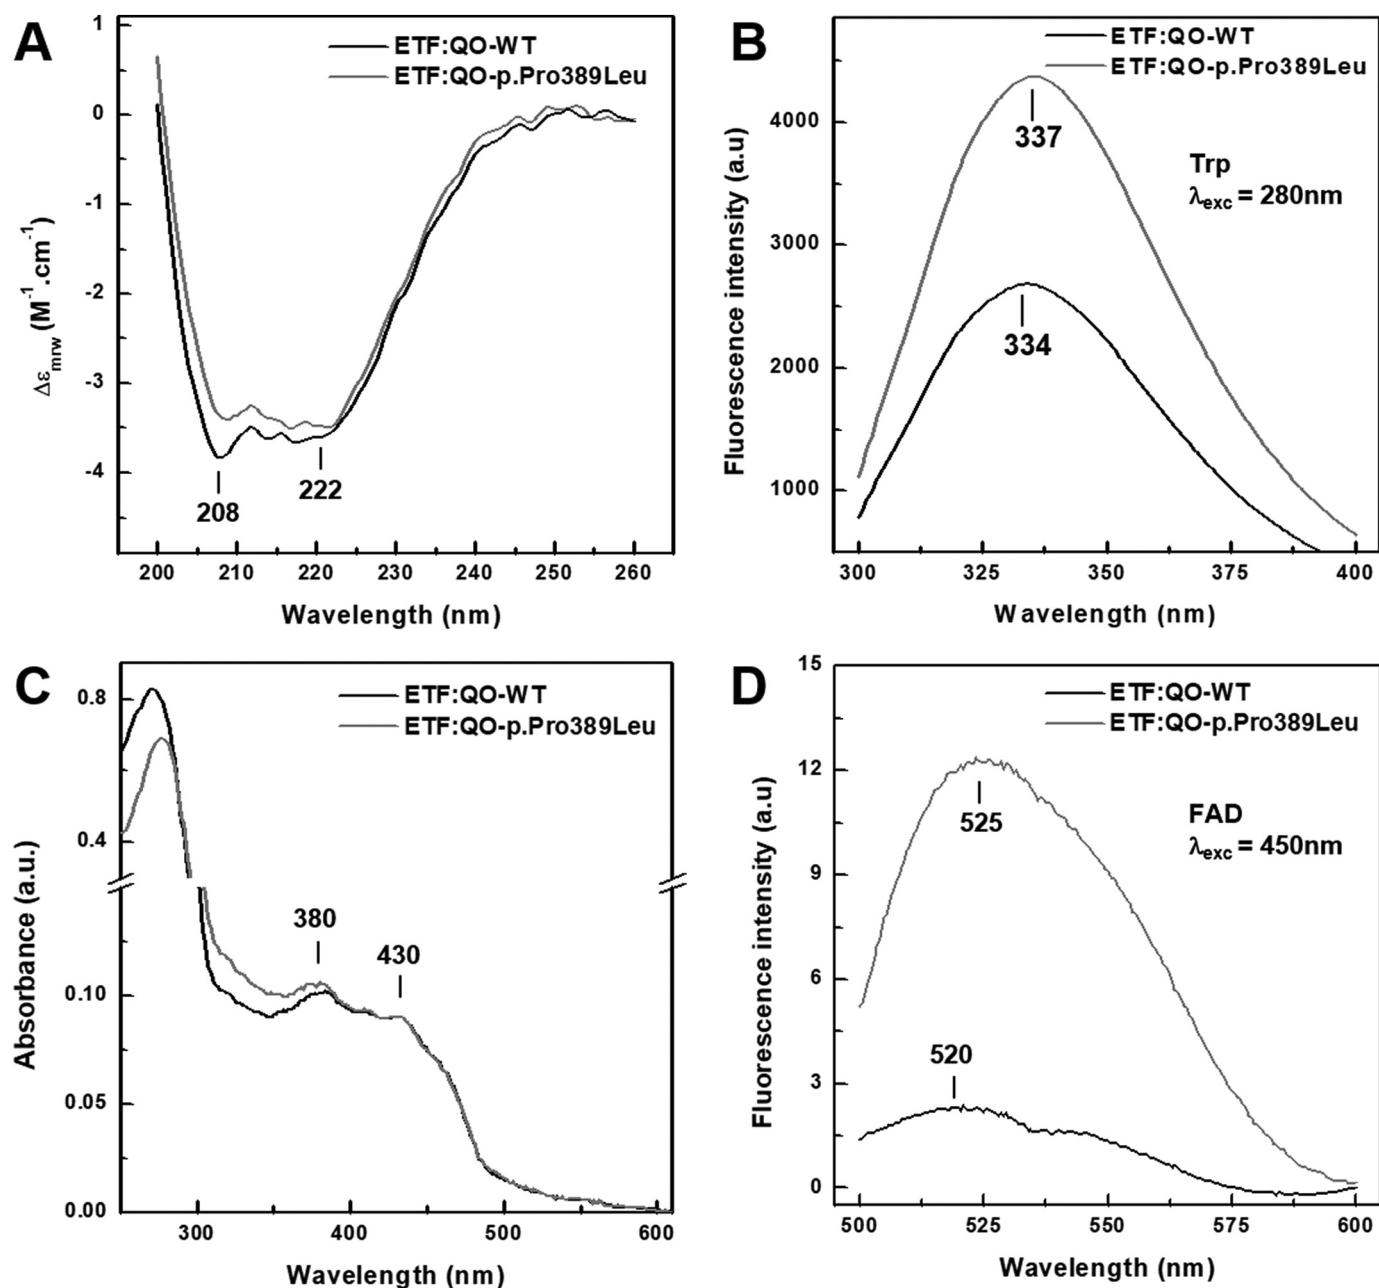 A
ETF:QO-WT
ETF:QO-p.Pro389Leu
1
0
-1
-2
-3
-4
Δε_mrw (M⁻¹.cm⁻¹)
208
222
200 210 220 230 240 250 260
Wavelength (nm)
B
ETF:QO-WT
ETF:QO-p.Pro389Leu
4000
3000
2000
1000
Fluorescence intensity (a.u)
337
334
Trp
λexc = 280nm
300 325 350 375 400
Wavelength (nm)
C
ETF:QO-WT
ETF:QO-p.Pro389Leu
0.8
0.4
0.10
0.05
0.00
Absorbance (a.u.)
380
430
300 400 500 600
Wavelength (nm)
D
ETF:QO-WT
ETF:QO-p.Pro389Leu
15
12
9
6
3
0
Fluorescence intensity (a.u)
525
520
FAD
λexc = 450nm
500 525 550 575 600
Wavelength (nm)